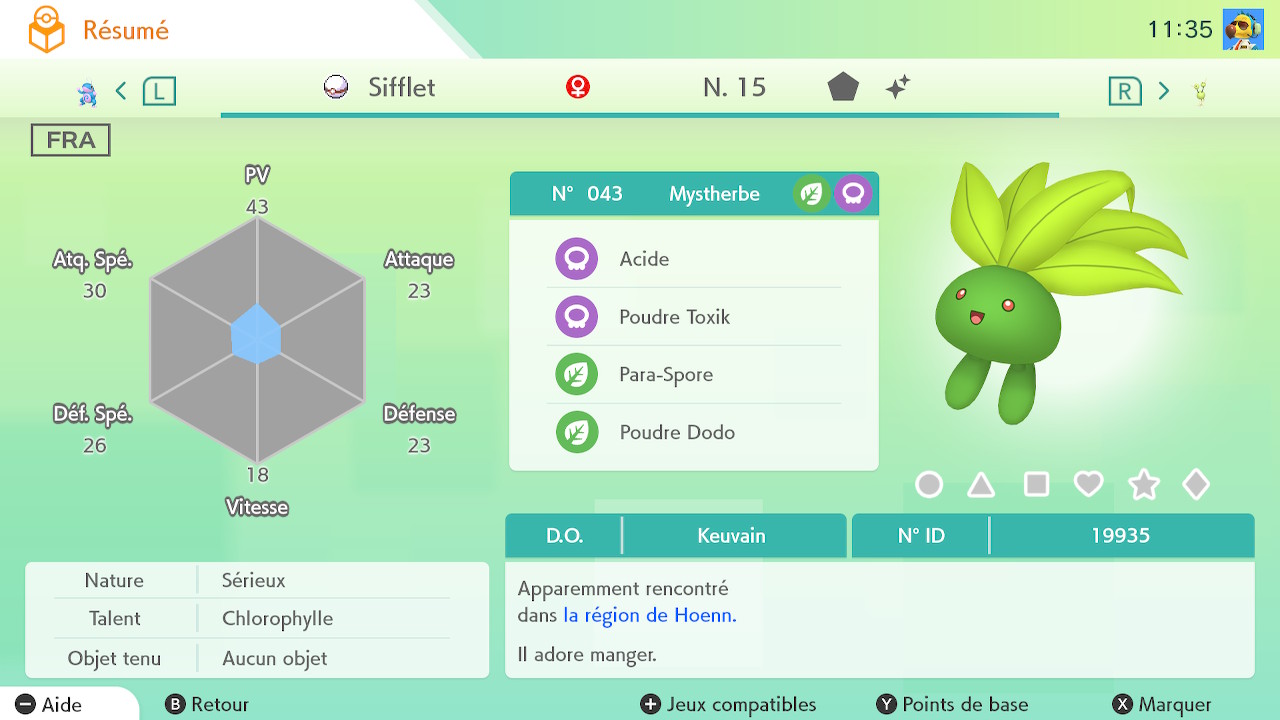 Résumé
11:35
L
Sifflet
N. 15
R
FRA
PV
43
Atq. Spé.
30
Attaque
23
Déf. Spé.
26
Défense
23
18
Vitesse
N° 043 Mystherbe
Acide
Poudre Toxik
Para-Spore
Poudre Dodo
D.O. Keuvain
N° ID 19935
Apparemment rencontré
dans la région de Hoenn.
Il adore manger.
Nature Sérieux
Talent Chlorophylle
Objet tenu Aucun objet
Aide
B Retour
Jeux compatibles
Y Points de base
X Marquer